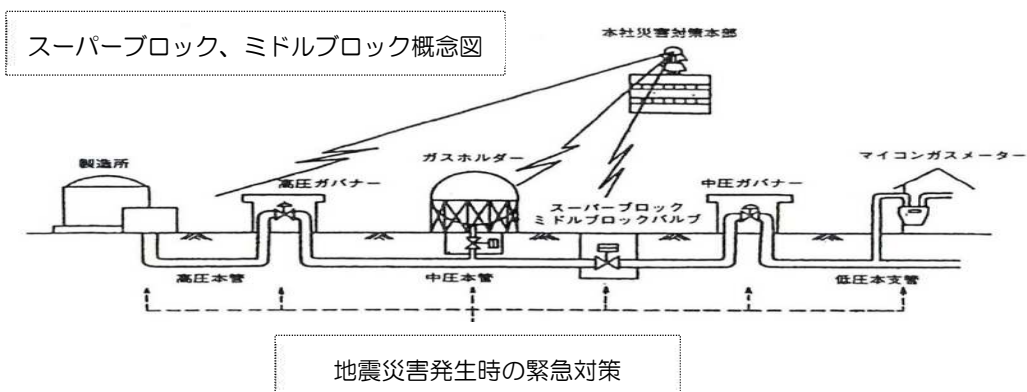 スーパーブロック、ミドルブロック概念図
本社災害対策本部
製造所
高圧ガバナー
ガスホルダー
スーパーブロック
ミドルブロックバルブ
中圧ガバナー
マイコンガスメーター
高圧本管
中圧本管
低圧本支管
地震災害発生時の緊急対策